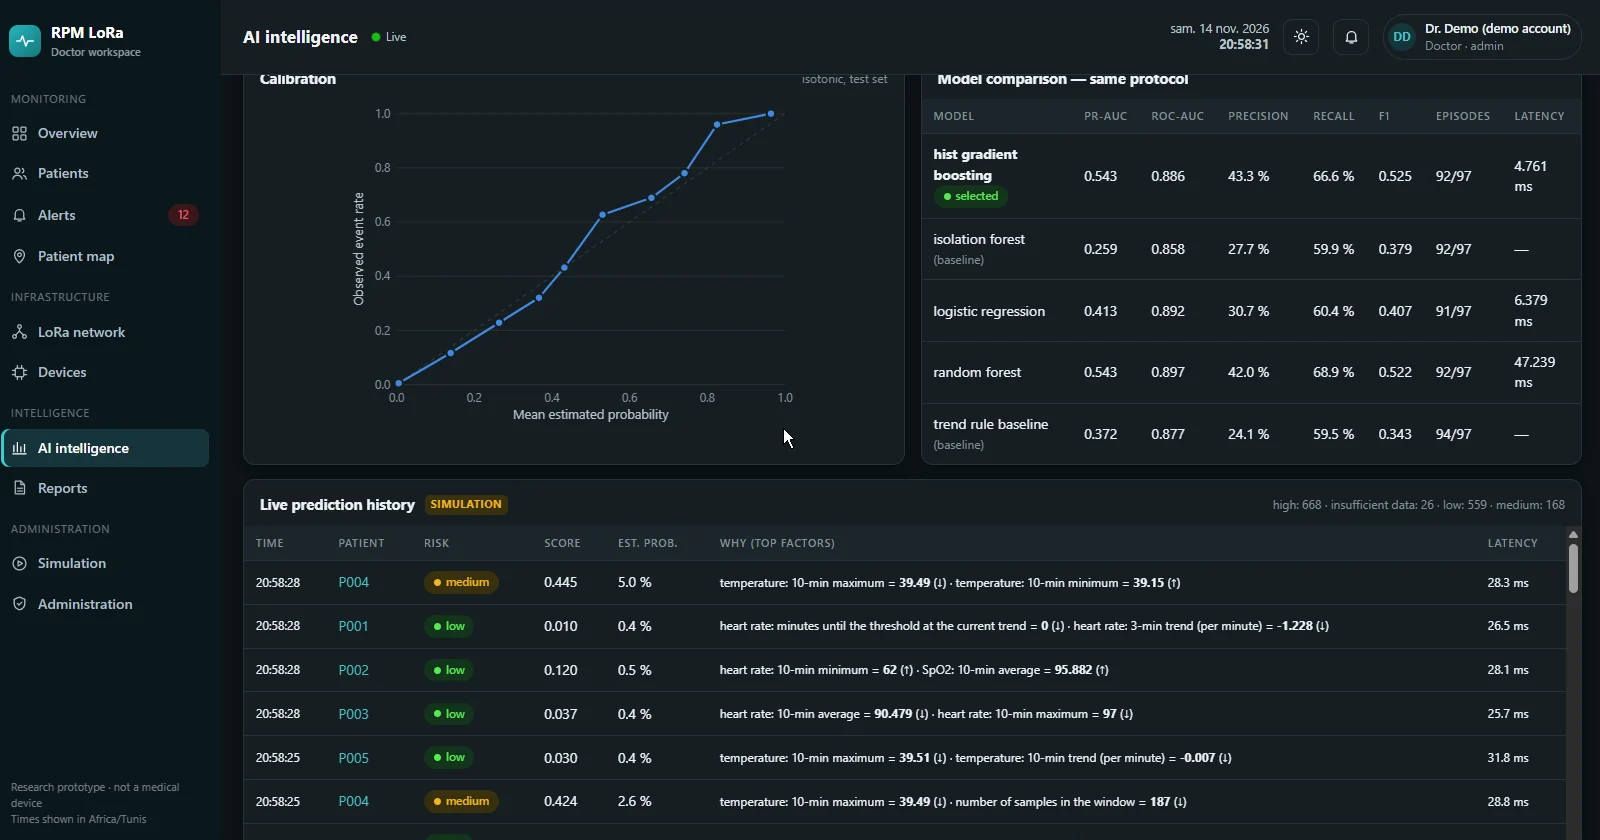 RPM LoRa
Doctor workspace
MONITORING
Overview
Patients
Alerts
12
Patient map
INFRASTRUCTURE
LoRa network
Devices
INTELLIGENCE
AI intelligence
Reports
ADMINISTRATION
Simulation
Administration
Research prototype · not a medical
device
Times shown in Africa/Tunis
AI intelligence
Live
sam. 14 nov. 2026
20:58:31
DD
Dr. Demo (demo account)
Doctor · admin
Calibration
isotonic, test set
1.0
0.8
0.6
0.4
0.2
0.0
Observed event rate
0.0 0.2 0.4 0.6 0.8 1.0
Mean estimated probability
Model comparison — same protocol
MODEL PR-AUC ROC-AUC PRECISION RECALL F1 EPISODES LATENCY
hist gradient
boosting
selected
0.543 0.886 43.3 % 66.6 % 0.525 92/97 4.761
ms
isolation forest
(baseline)
0.259 0.858 27.7 % 59.9 % 0.379 92/97 —
logistic regression 0.413 0.892 30.7 % 60.4 % 0.407 91/97 6.379
ms
random forest 0.543 0.897 42.0 % 68.9 % 0.522 92/97 47.239
ms
trend rule baseline
(baseline)
0.372 0.877 24.1 % 59.5 % 0.343 94/97 —
Live prediction history SIMULATION
high: 668 · insufficient data: 26 · low: 559 · medium: 168
TIME PATIENT RISK SCORE EST. PROB. WHY (TOP FACTORS) LATENCY
20:58:28 P004 medium 0.445 5.0 % temperature: 10-min maximum = 39.49 (↓) · temperature: 10-min minimum = 39.15 (↑) 28.3 ms
20:58:28 P001 low 0.010 0.4 % heart rate: minutes until the threshold at the current trend = 0 (↓) · heart rate: 3-min trend (per minute) = -1.228 (↓) 26.5 ms
20:58:28 P002 low 0.120 0.5 % heart rate: 10-min minimum = 62 (↑) · SpO2: 10-min average = 95.882 (↑) 28.1 ms
20:58:28 P003 low 0.037 0.4 % heart rate: 10-min average = 90.479 (↓) · heart rate: 10-min maximum = 97 (↓) 25.7 ms
20:58:25 P005 low 0.030 0.4 % temperature: 10-min maximum = 39.51 (↓) · temperature: 10-min trend (per minute) = -0.007 (↓) 31.8 ms
20:58:25 P004 medium 0.424 2.6 % temperature: 10-min maximum = 39.49 (↓) · number of samples in the window = 187 (↓) 28.8 ms